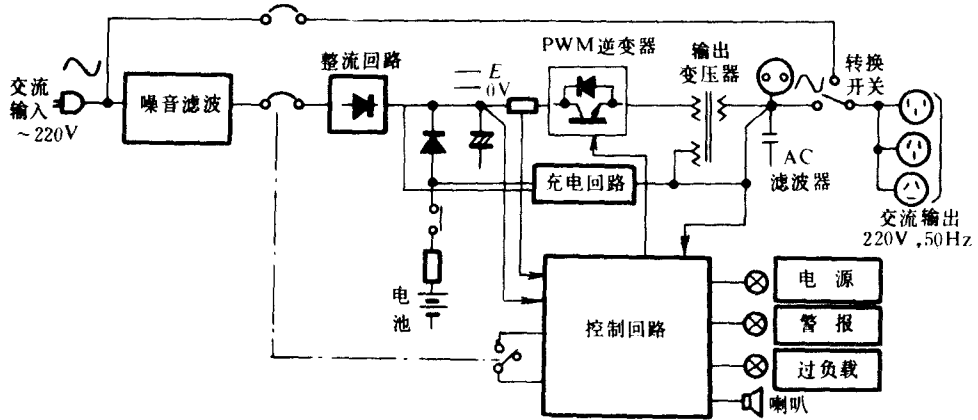 交流
输入
~220V
噪音滤波
整流回路
E
0V
PWM逆变器
输出
变压器
转换
开关
充电回路
AC
滤波器
交流输出
220V,50Hz
电池
控制回路
电源
警报
过负载
喇叭